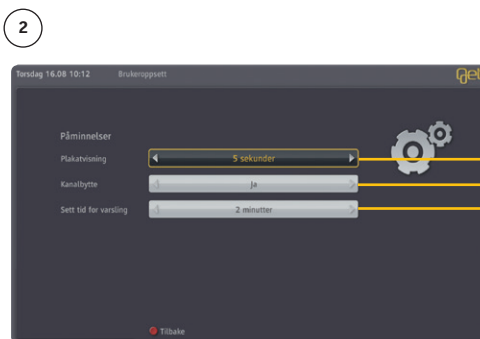 2
Torsdag 16.08 10:12 Brukeroppsett
Påminnelser
Plakatvisning 5 sekunder
Kanalbytte Ja
Sett tid for varsling 2 minutter
Tilbake